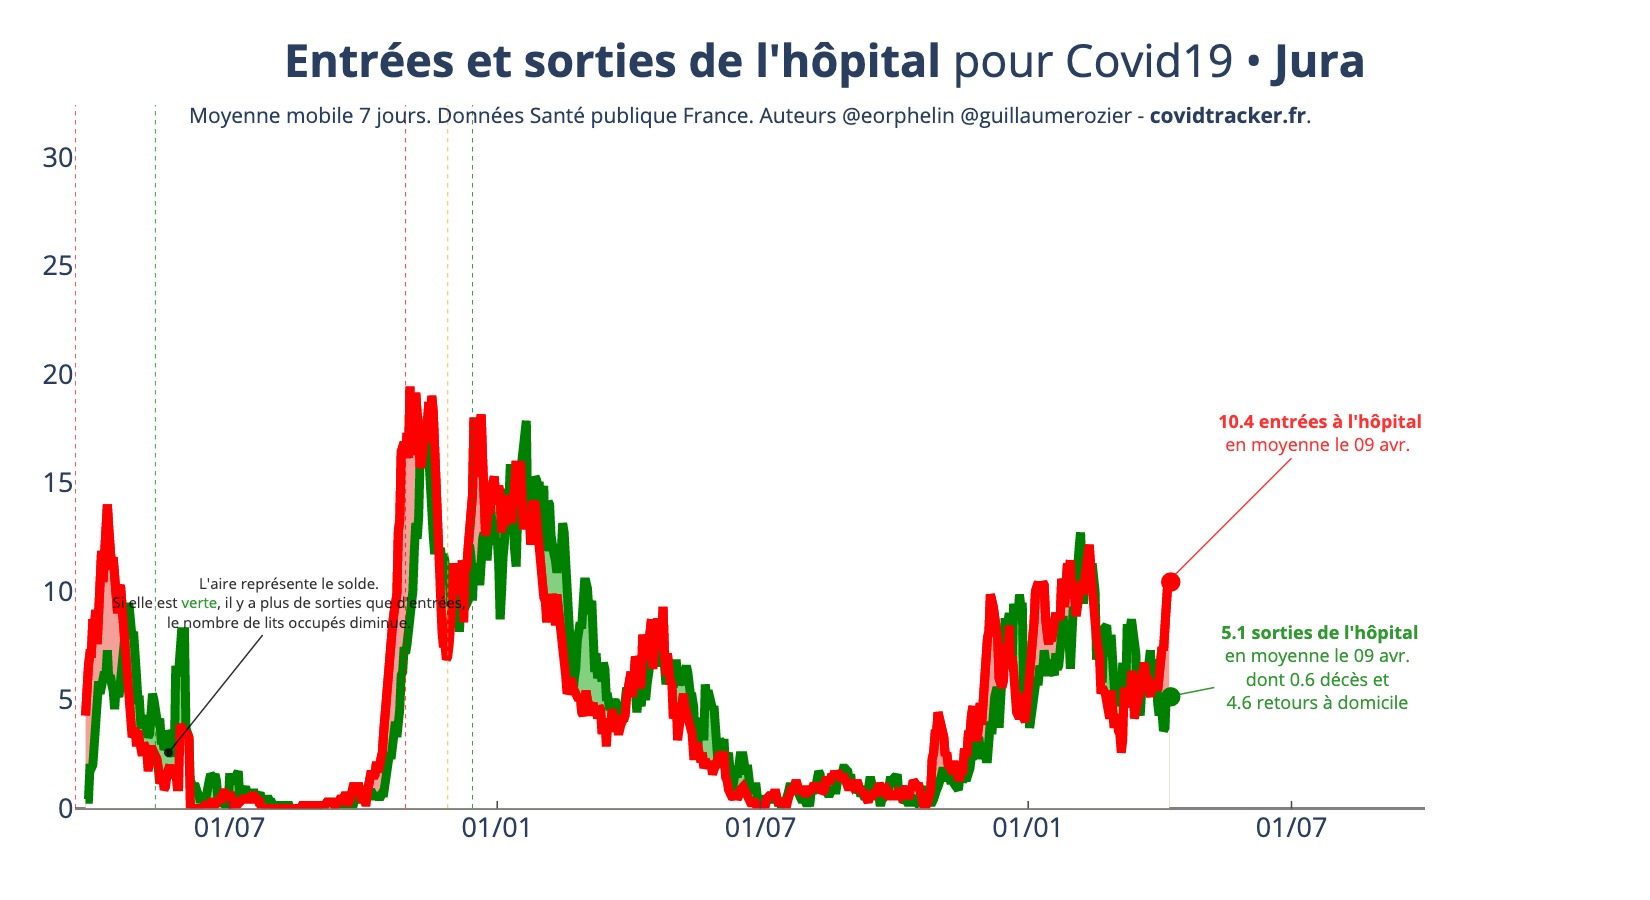 Entrées et sorties de l'hôpital pour Covid19 • Jura
Moyenne mobile 7 jours. Données Santé publique France. Auteurs @eorphelin @guillaumerozier - covidtracker.fr.
30
25
20
15
10
5
0
L'aire représente le solde.
Si elle est verte, il y a plus de sorties que d'entrées,
le nombre de lits occupés diminue.
10.4 entrées à l'hôpital
en moyenne le 09 avr.
5.1 sorties de l'hôpital
en moyenne le 09 avr.
dont 0.6 décès et
4.6 retours à domicile
01/07
01/01
01/07
01/01
01/07